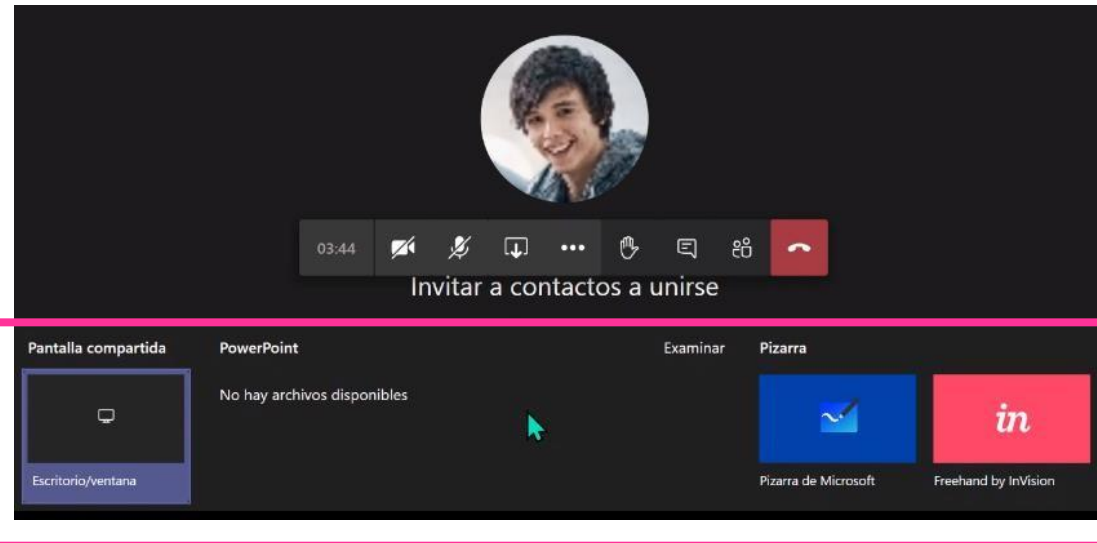 03:44
Invitar a contactos a unirse
Pantalla compartida PowerPoint Examinar Pizarra
No hay archivos disponibles
in
Escritorio/ventana Pizarra de Microsoft Freehand by InVision